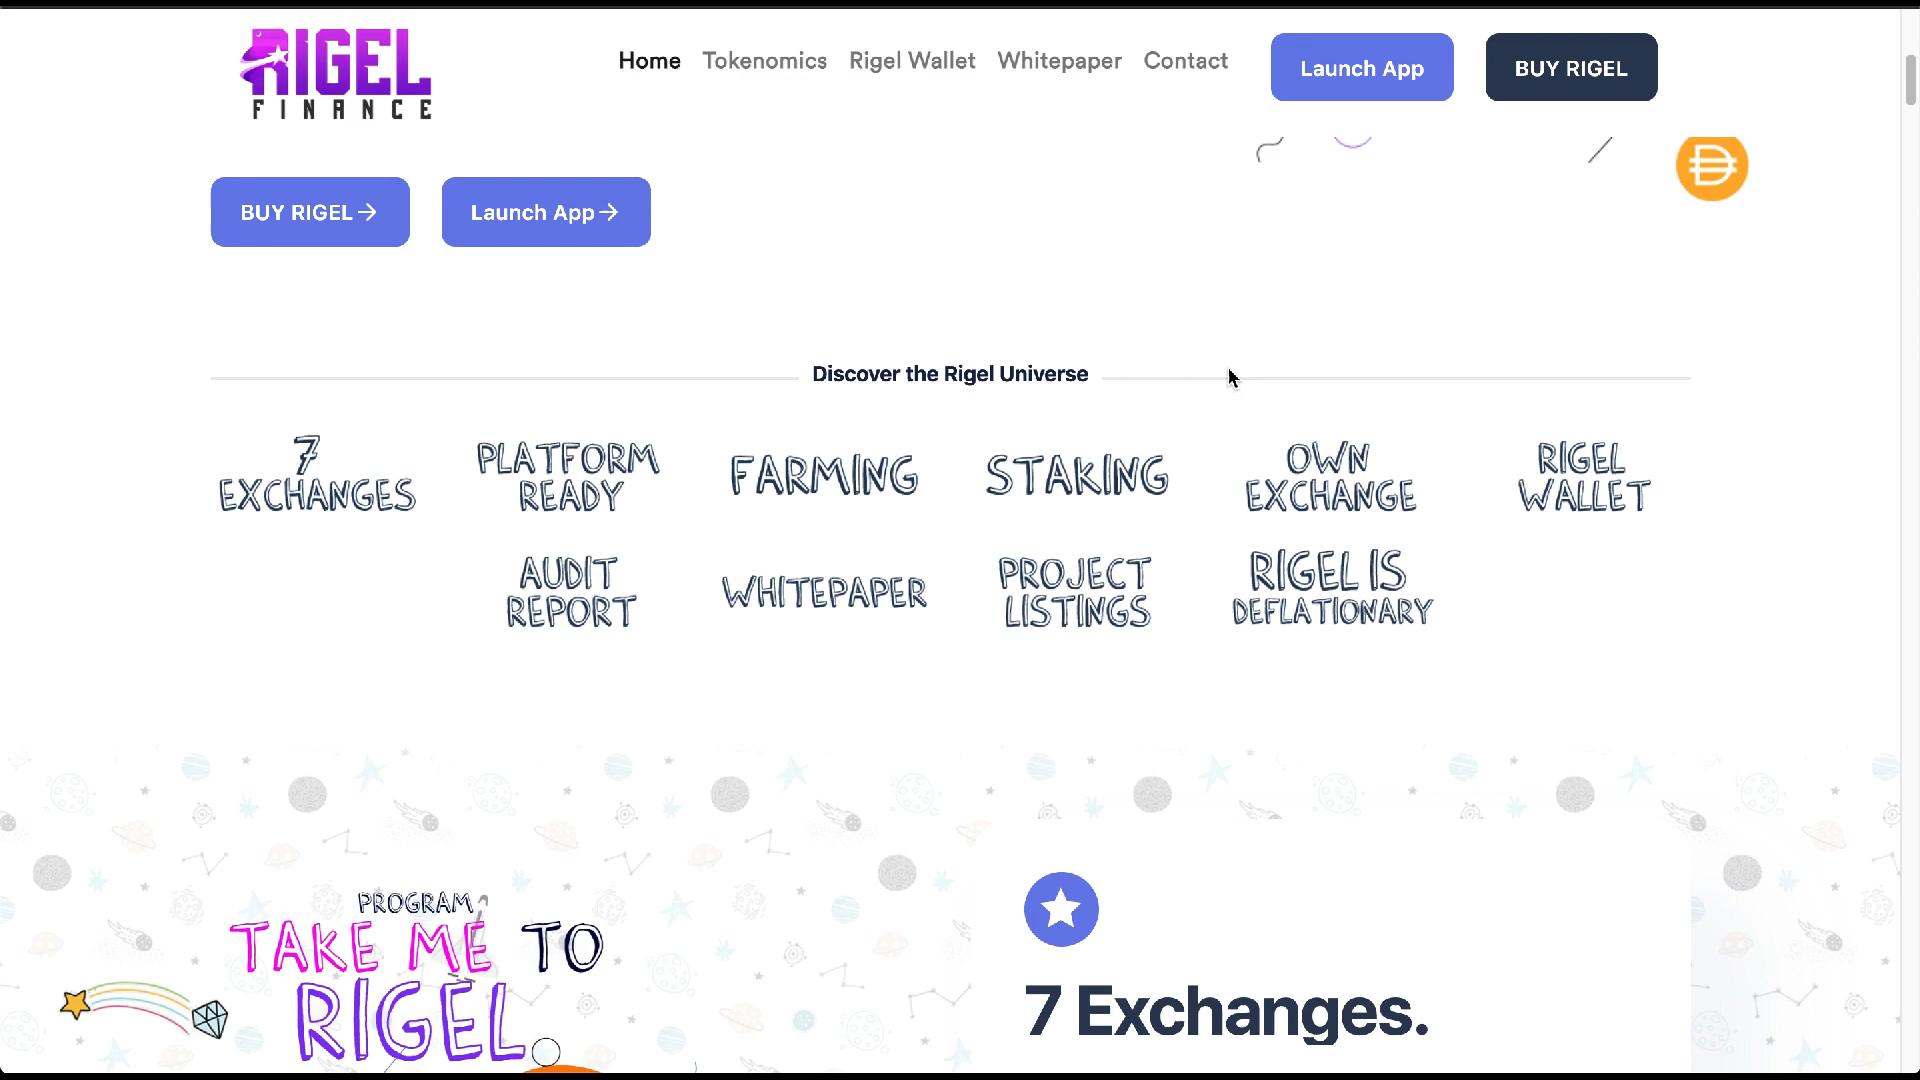 RIGEL
FINANCE
Home Tokenomics Rigel Wallet Whitepaper Contact Launch App BUY RIGEL
BUY RIGEL→ Launch App→
Discover the Rigel Universe
7 EXCHANGES
PLATFORM READY
FARMING
STAKING
OWN EXCHANGE
RIGEL WALLET
AUDIT REPORT
WHITEPAPER
PROJECT LISTINGS
RIGEL IS DEFLATIONARY
PROGRAM
TAKE ME TO
RIGEL
7 Exchanges.